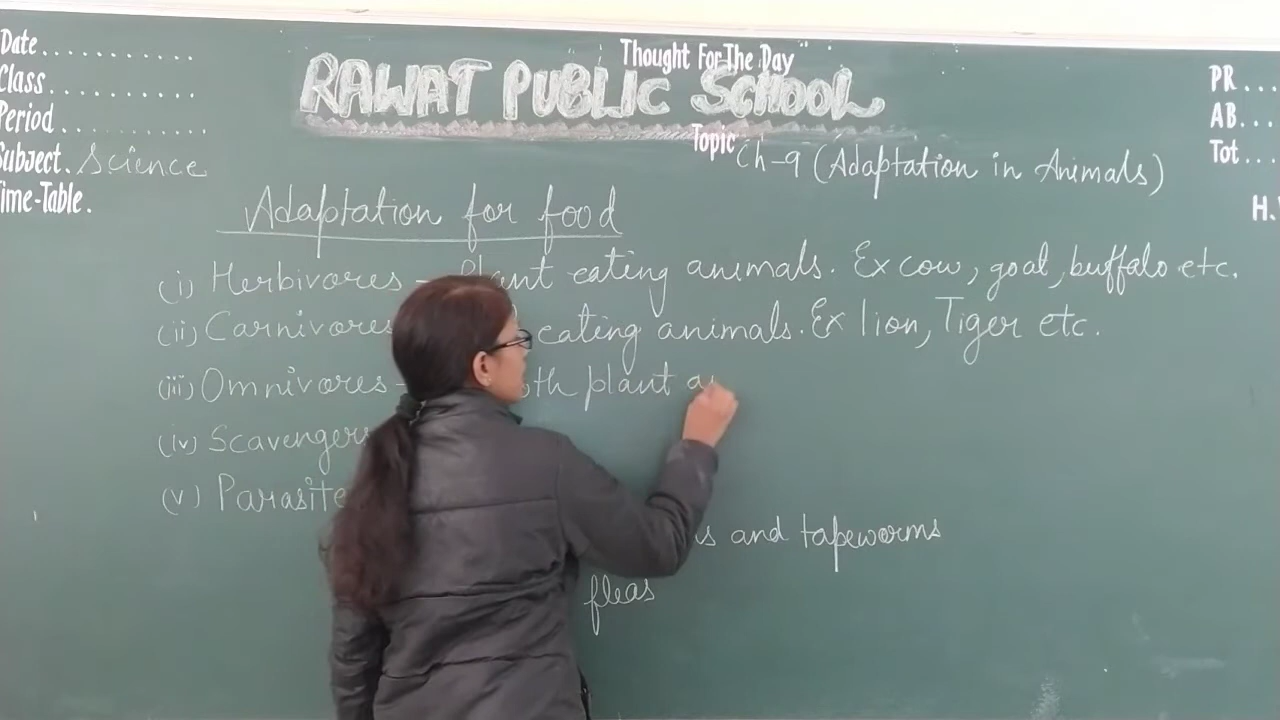 Date...........
Thought For The Day
PR...
Class..........
RAWAT PUBLIC SCHOOL
AB...
Period...........
Topic Ch-9 (Adaptation in Animals)
Tot...
Subject. Science
Time-Table.
H.
Adaptation for food
(i) Herbivores - Plant eating animals. Ex cow, goat, buffalo etc.
(ii) Carnivores eating animals. Ex lion, Tiger etc.
(iii) Omnivores - plant
(iv) Scavengers
(v) Parasite
and tapeworms
fleas